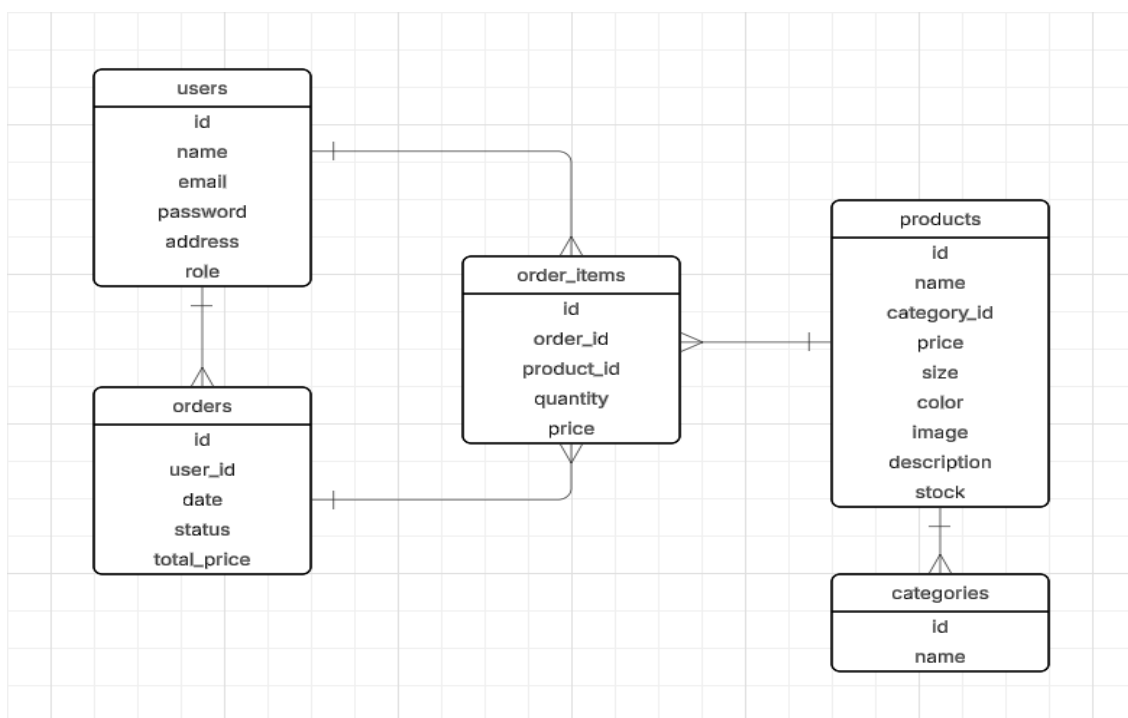 users
id
name
email
password
address
role
orders
id
user_id
date
status
total_price
order_items
id
order_id
product_id
quantity
price
products
id
name
category_id
price
size
color
image
description
stock
categories
id
name